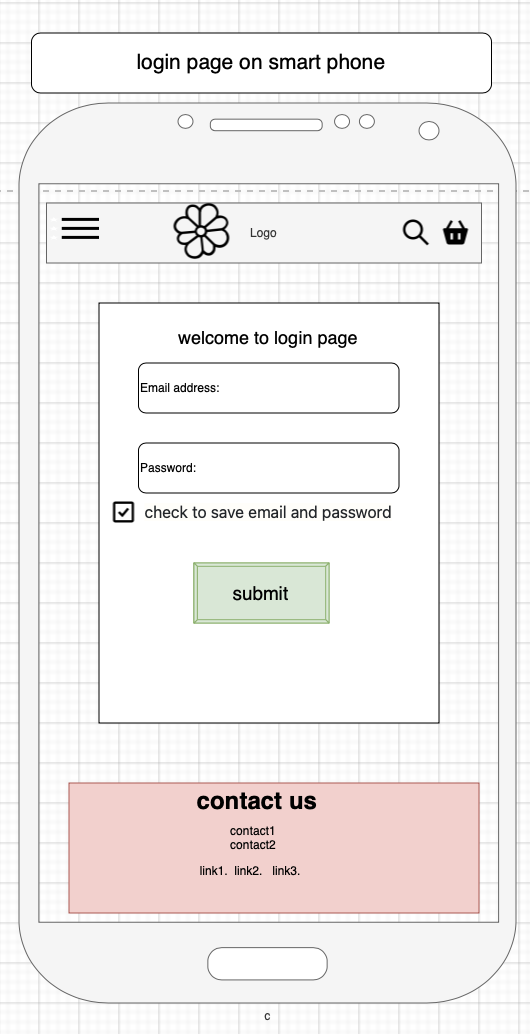 login page on smart phone
Logo
welcome to login page
Email address:
Password:
check to save email and password
submit
contact us
contact1
contact2
link1. link2. link3.
c